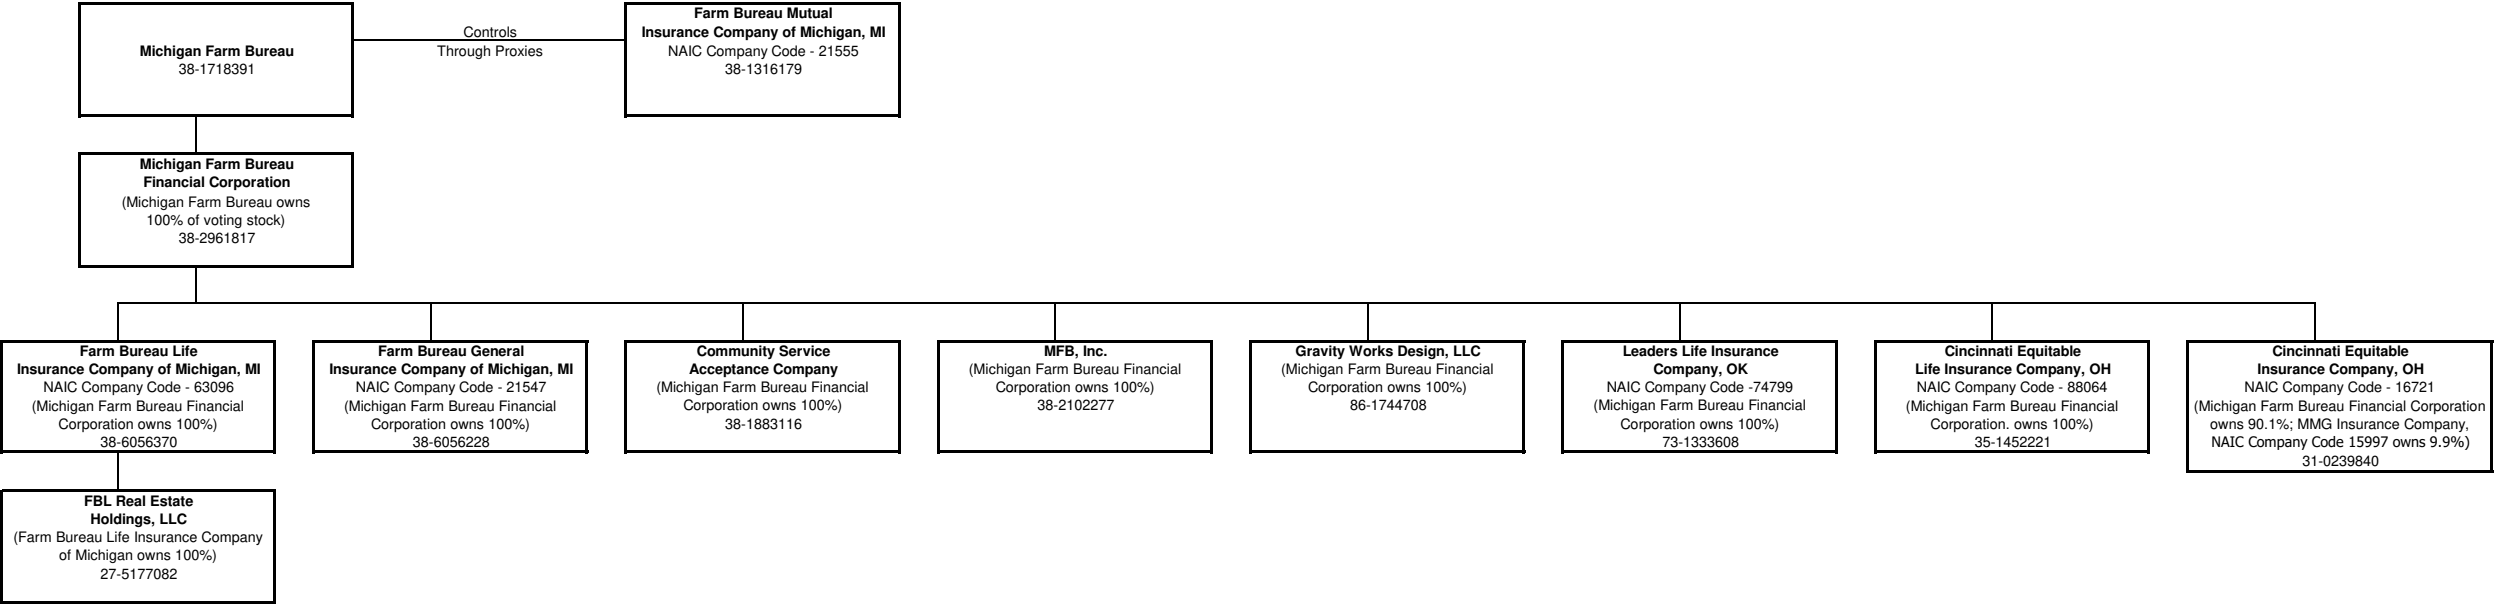 Michigan Farm Bureau
38-1718391
Controls
Through Proxies
Farm Bureau Mutual
Insurance Company of Michigan, MI
NAIC Company Code - 21555
38-1316179
Michigan Farm Bureau
Financial Corporation
(Michigan Farm Bureau owns
100% of voting stock)
38-2961817
Farm Bureau Life
Insurance Company of Michigan, MI
NAIC Company Code - 63096
(Michigan Farm Bureau Financial
Corporation owns 100%)
38-6056370
Farm Bureau General
Insurance Company of Michigan, MI
NAIC Company Code - 21547
(Michigan Farm Bureau Financial
Corporation owns 100%)
38-6056228
Community Service
Acceptance Company
(Michigan Farm Bureau Financial
Corporation owns 100%)
38-1883116
MFB, Inc.
(Michigan Farm Bureau Financial
Corporation owns 100%)
38-2102277
Gravity Works Design, LLC
(Michigan Farm Bureau Financial
Corporation owns 100%)
86-1744708
Leaders Life Insurance
Company, OK
NAIC Company Code -74799
(Michigan Farm Bureau Financial
Corporation owns 100%)
73-1333608
Cincinnati Equitable
Life Insurance Company, OH
NAIC Company Code - 88064
(Michigan Farm Bureau Financial
Corporation. owns 100%)
35-1452221
Cincinnati Equitable
Insurance Company, OH
NAIC Company Code - 16721
(Michigan Farm Bureau Financial Corporation
owns 90.1%; MMG Insurance Company,
NAIC Company Code 15997 owns 9.9%)
31-0239840
FBL Real Estate
Holdings, LLC
(Farm Bureau Life Insurance Company
of Michigan owns 100%)
27-5177082